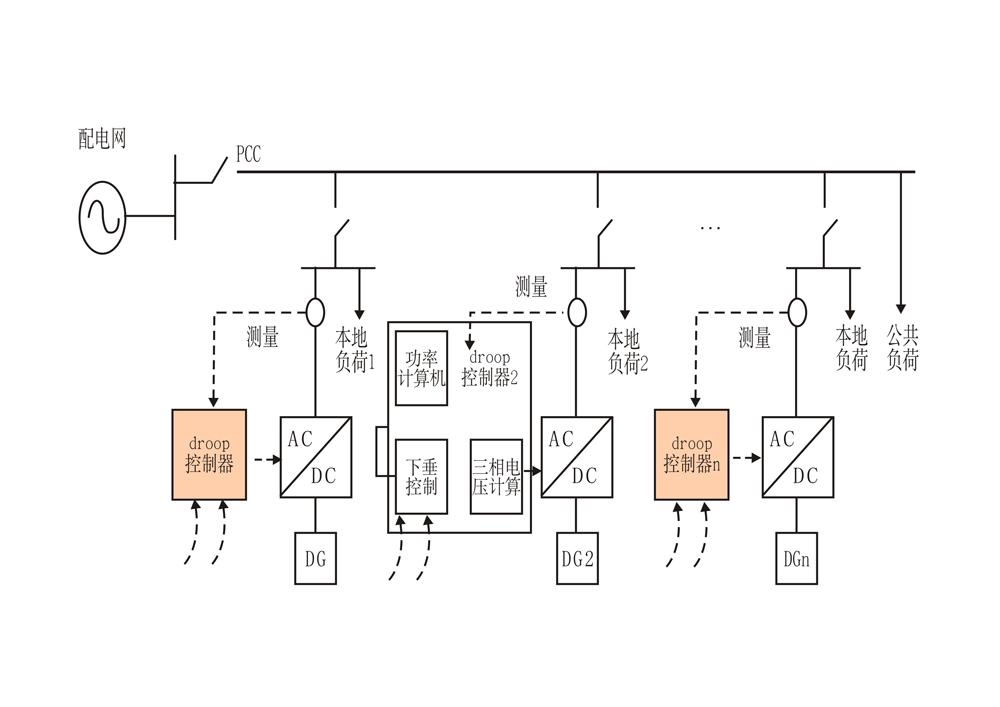 配电网
PCC
...
测量
测量
本地
负荷1
功率
计算机
droop
控制器2
本地
负荷2
测量
本地
负荷
公共
负荷
droop
控制器
AC
DC
下垂
控制
三相电
压计算
AC
DC
droop
控制器n
AC
DC
DG
DG2
DGn